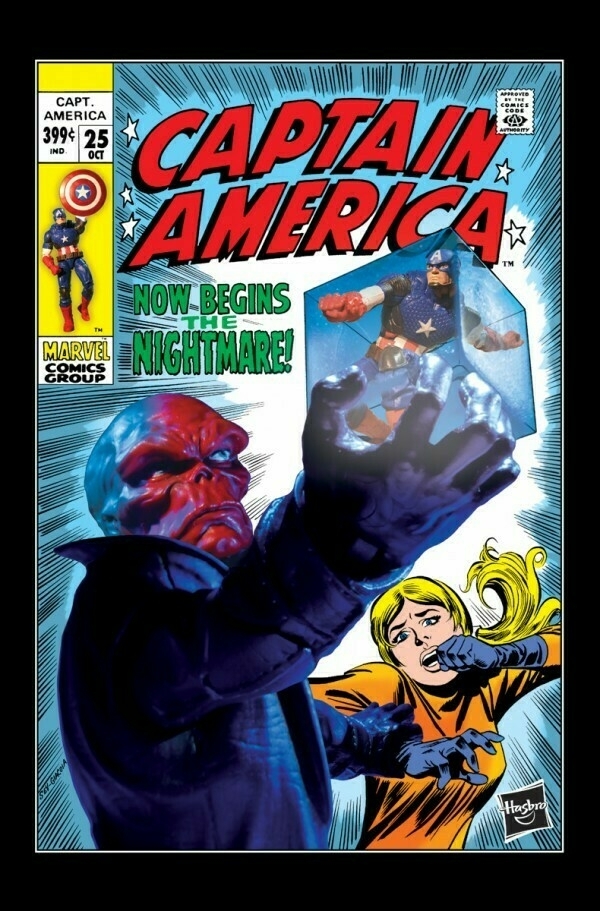 CAPT.
AMERICA
399¢
IND.
25
OCT
APPROVED
BY THE
COMICS
CODE
AUTHORITY
CAPTAIN
AMERICA
TM
NOW BEGINS
THE
NIGHTMARE!
TM
MARVEL
COMICS
GROUP
Hasbro